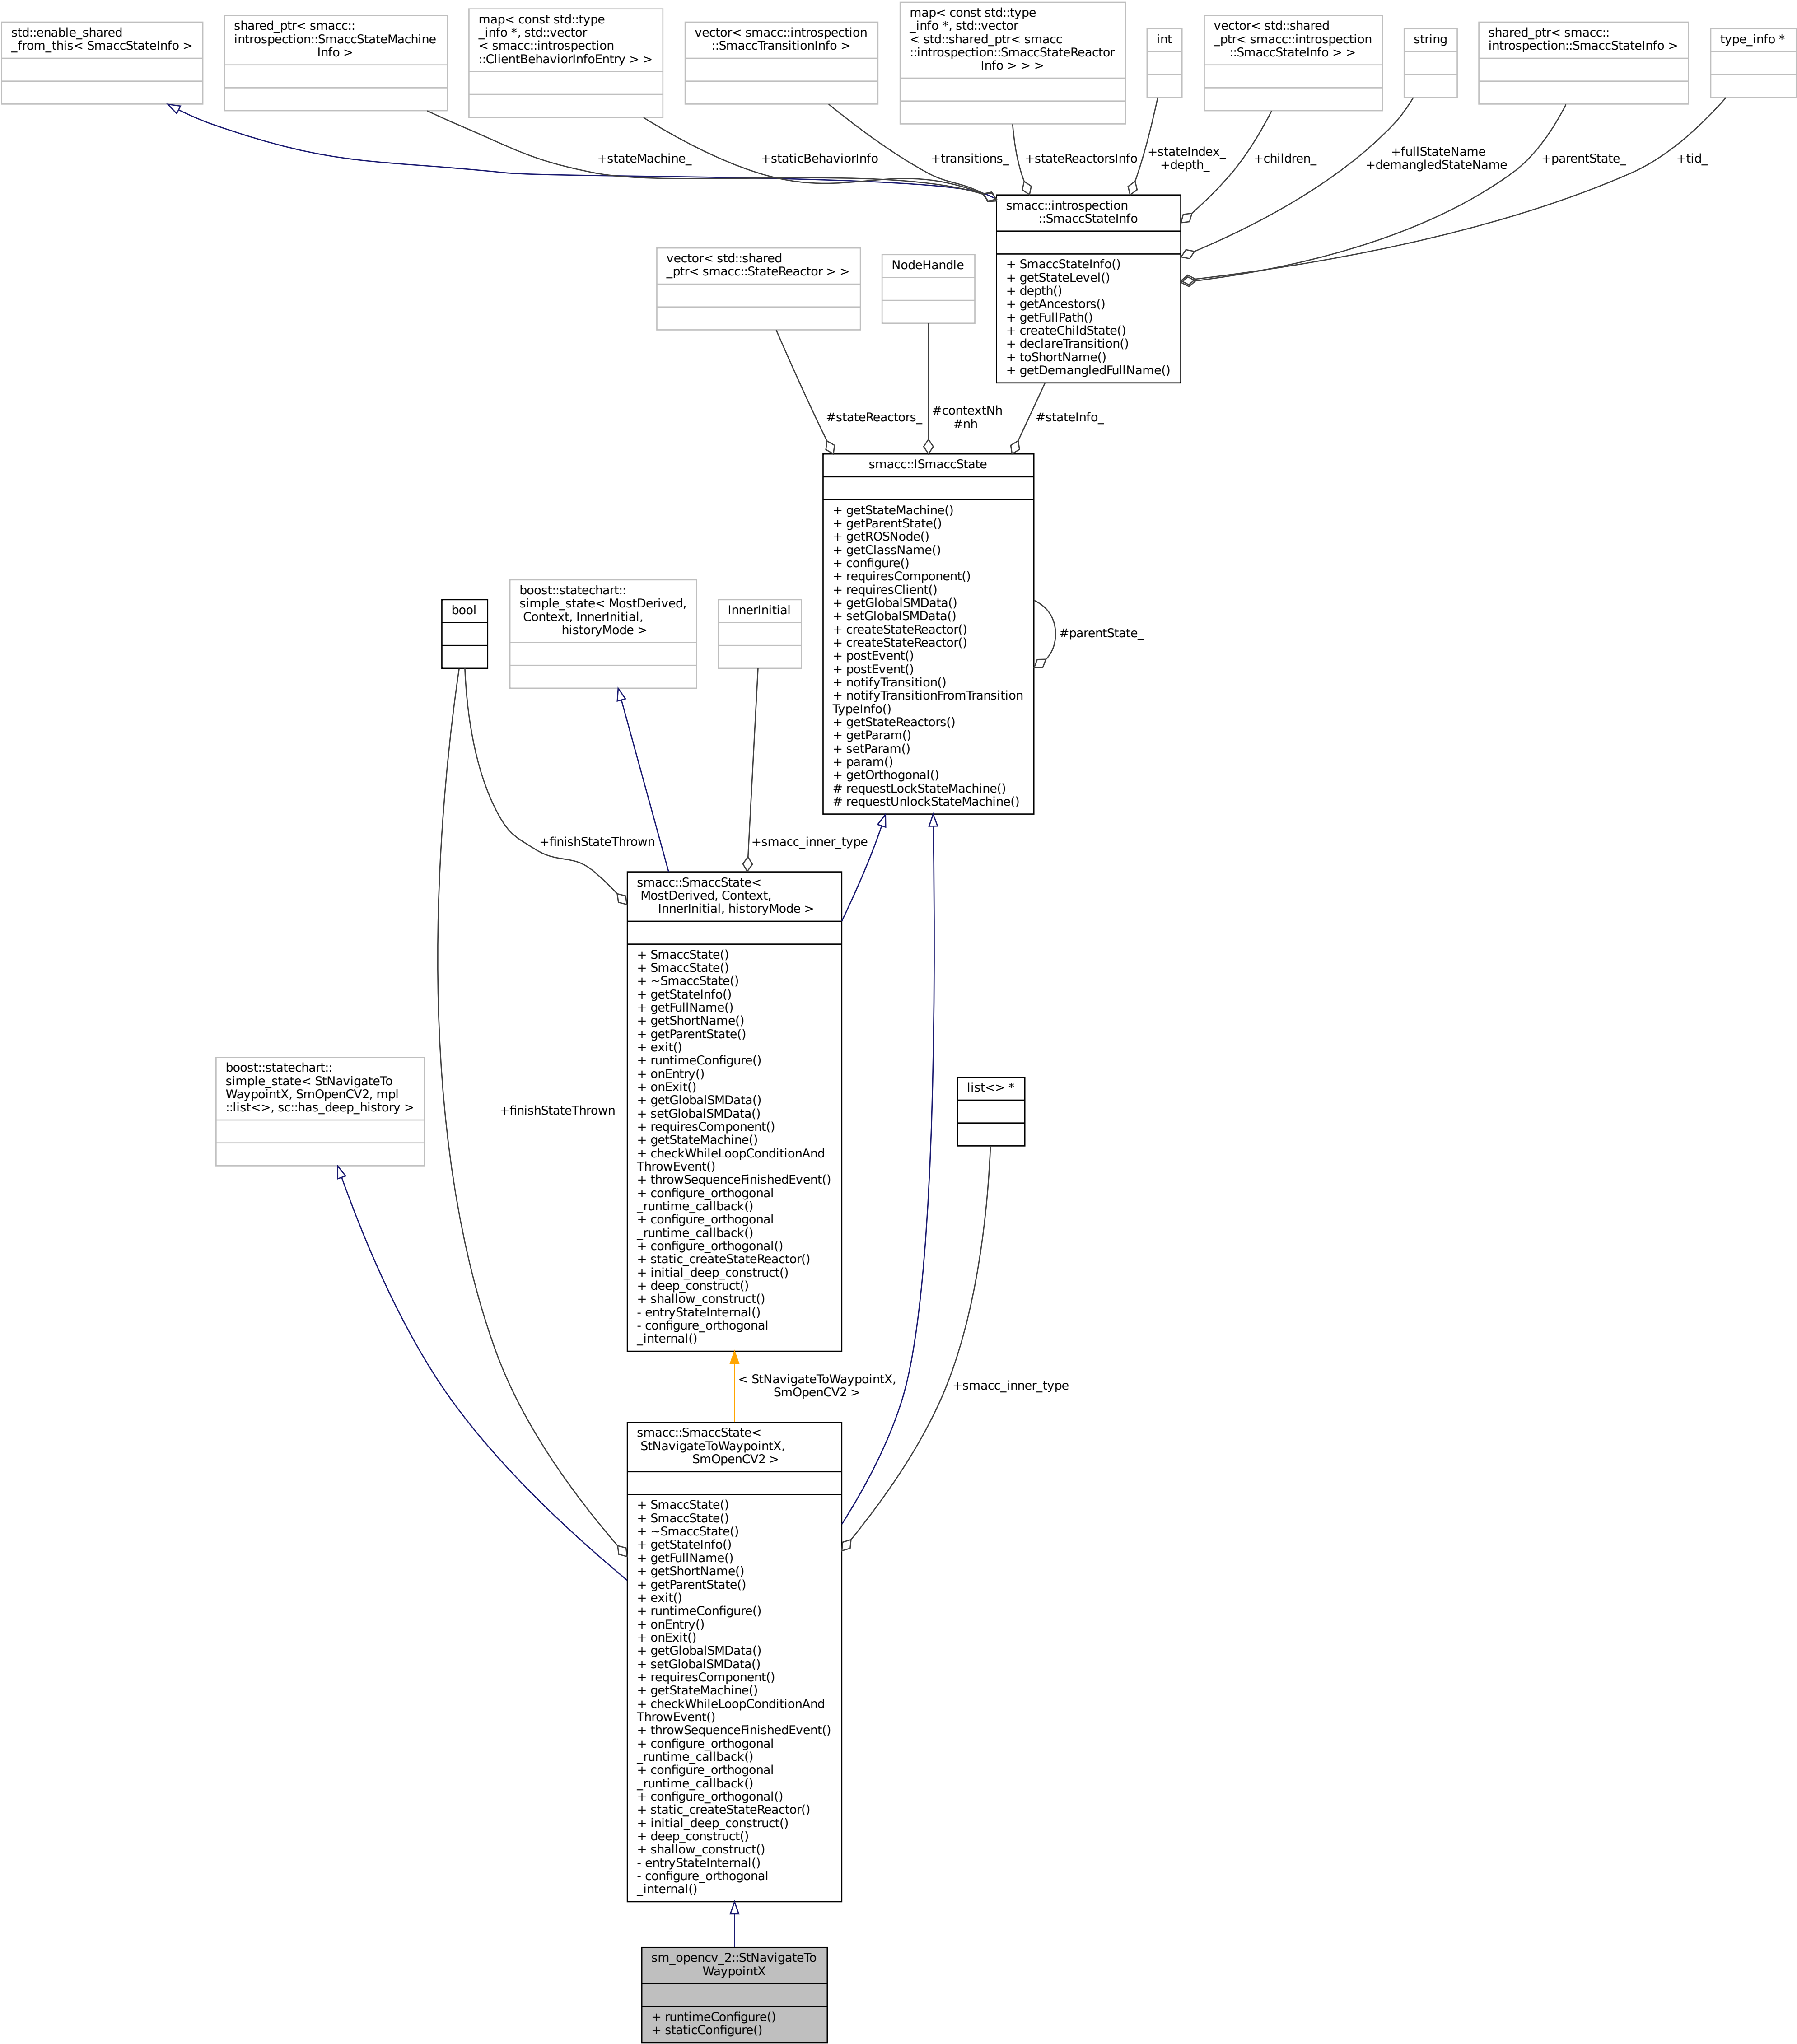 std::enable_shared
_from_this< SmaccStateInfo >
shared_ptr< smacc::
introspection::SmaccStateMachine
Info >
map< const std::type
_info *, std::vector
< smacc::introspection
::ClientBehaviorInfoEntry > >
vector< smacc::introspection
::SmaccTransitionInfo >
map< const std::type
_info *, std::vector
< std::shared_ptr< smacc
::introspection::SmaccStateReactor
Info > > >
int
vector< std::shared
_ptr< smacc::introspection
::SmaccStateInfo > >
string
shared_ptr< smacc::
introspection::SmaccStateInfo >
type_info *
+stateMachine_
+staticBehaviorInfo
+transitions_
+stateReactorsInfo
+stateIndex_
+depth_
+children_
+fullStateName
+demangledStateName
+parentState_
+tid_
smacc::introspection
::SmaccStateInfo
+ SmaccStateInfo()
+ getStateLevel()
+ depth()
+ getAncestors()
+ getFullPath()
+ createChildState()
+ declareTransition()
+ toShortName()
+ getDemangledFullName()
vector< std::shared
_ptr< smacc::StateReactor > >
NodeHandle
#stateReactors_
#contextNh
#nh
#stateInfo_
smacc::ISmaccState
+ getStateMachine()
+ getParentState()
+ getROSNode()
+ getClassName()
+ configure()
+ requiresComponent()
+ requiresClient()
+ getGlobalSMData()
+ setGlobalSMData()
+ createStateReactor()
+ createStateReactor()
+ postEvent()
+ postEvent()
+ notifyTransition()
+ notifyTransitionFromTransition
TypeInfo()
+ getStateReactors()
+ getParam()
+ setParam()
+ param()
+ getOrthogonal()
# requestLockStateMachine()
# requestUnlockStateMachine()
#parentState_
bool
boost::statechart::
simple_state< MostDerived,
Context, InnerInitial,
historyMode >
InnerInitial
+finishStateThrown
+smacc_inner_type
smacc::SmaccState<
MostDerived, Context,
InnerInitial, historyMode >
+ SmaccState()
+ SmaccState()
+ ~SmaccState()
+ getStateInfo()
+ getFullName()
+ getShortName()
+ getParentState()
+ exit()
+ runtimeConfigure()
+ onEntry()
+ onExit()
+ getGlobalSMData()
+ setGlobalSMData()
+ requiresComponent()
+ getStateMachine()
+ checkWhileLoopConditionAnd
ThrowEvent()
+ throwSequenceFinishedEvent()
+ configure_orthogonal
_runtime_callback()
+ configure_orthogonal
_runtime_callback()
+ configure_orthogonal()
+ static_createStateReactor()
+ initial_deep_construct()
+ deep_construct()
+ shallow_construct()
- entryStateInternal()
- configure_orthogonal
_internal()
boost::statechart::
simple_state< StNavigateTo
WaypointX, SmOpenCV2, mpl
::list<>, sc::has_deep_history >
+finishStateThrown
list<> *
< StNavigateToWaypointX,
SmOpenCV2 >
+smacc_inner_type
smacc::SmaccState<
StNavigateToWaypointX,
SmOpenCV2 >
+ SmaccState()
+ SmaccState()
+ ~SmaccState()
+ getStateInfo()
+ getFullName()
+ getShortName()
+ getParentState()
+ exit()
+ runtimeConfigure()
+ onEntry()
+ onExit()
+ getGlobalSMData()
+ setGlobalSMData()
+ requiresComponent()
+ getStateMachine()
+ checkWhileLoopConditionAnd
ThrowEvent()
+ throwSequenceFinishedEvent()
+ configure_orthogonal
_runtime_callback()
+ configure_orthogonal
_runtime_callback()
+ configure_orthogonal()
+ static_createStateReactor()
+ initial_deep_construct()
+ deep_construct()
+ shallow_construct()
- entryStateInternal()
- configure_orthogonal
_internal()
sm_opencv_2::StNavigateTo
WaypointX
+ runtimeConfigure()
+ staticConfigure()